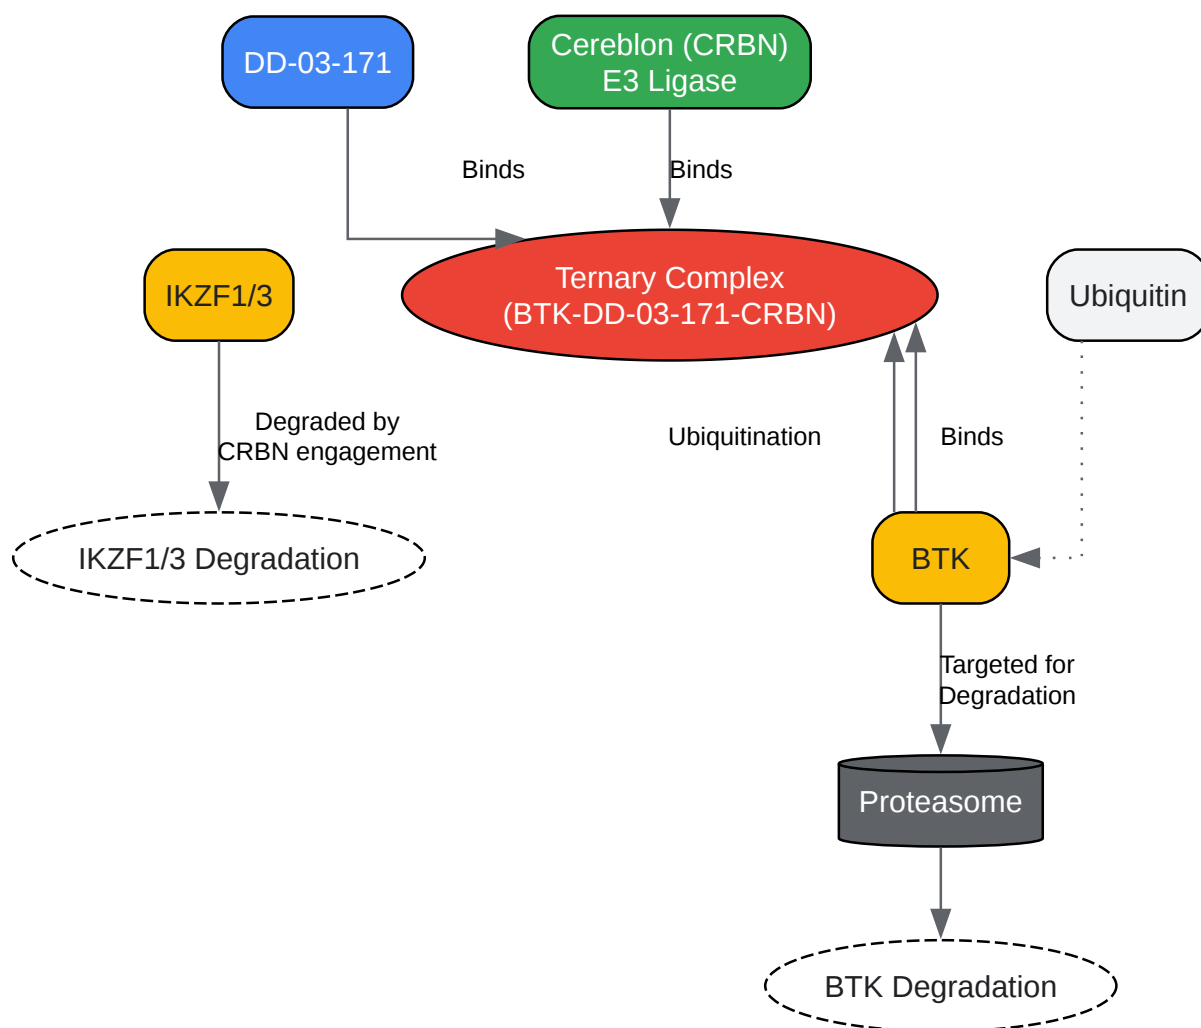 DD-03-171
Cereblon (CRBN)
E3 Ligase
Binds
Binds
IKZF1/3
Ternary Complex
(BTK-DD-03-171-CRBN)
Ubiquitin
Degraded by
CRBN engagement
Ubiquitination
Binds
IKZF1/3 Degradation
BTK
Targeted for
Degradation
Proteasome
BTK Degradation